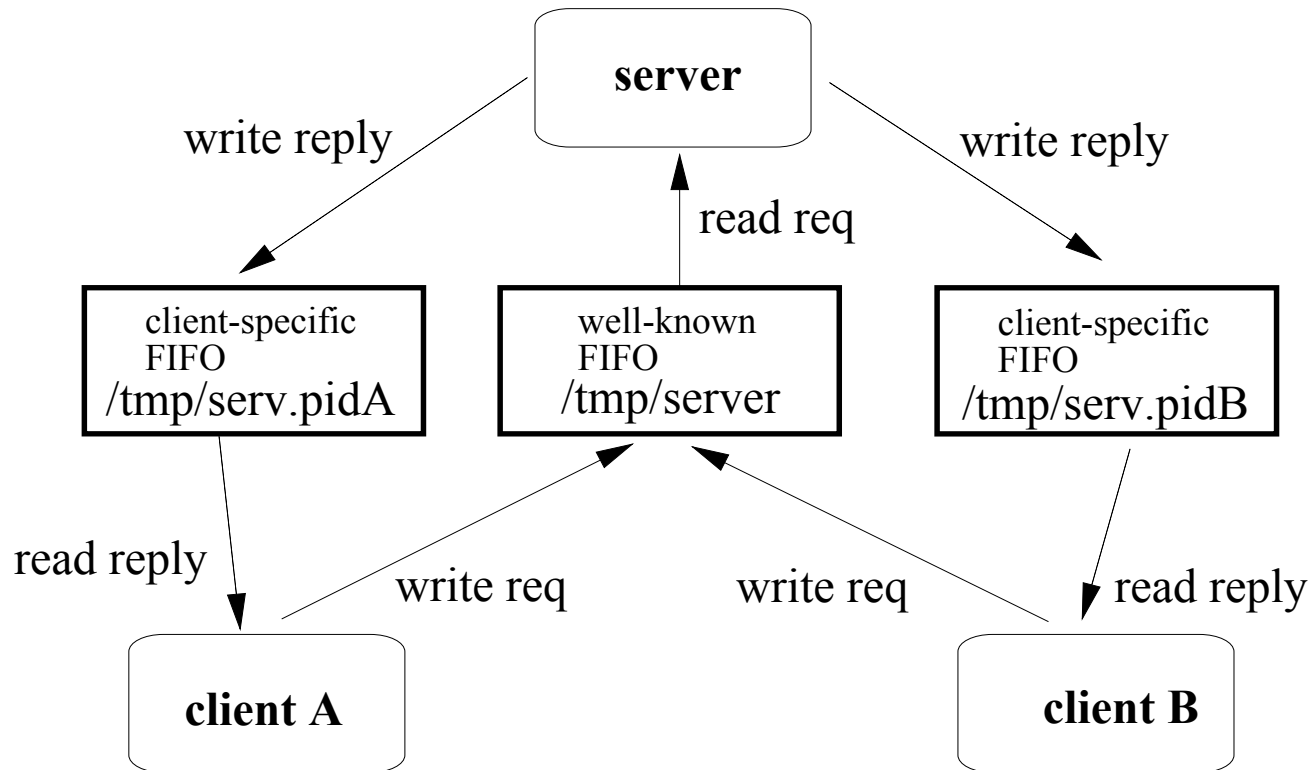 server
write reply
write reply
read req
client-specific
FIFO
/tmp/serv.pidA
well-known
FIFO
/tmp/server
client-specific
FIFO
/tmp/serv.pidB
read reply
write req
write req
read reply
client A
client B